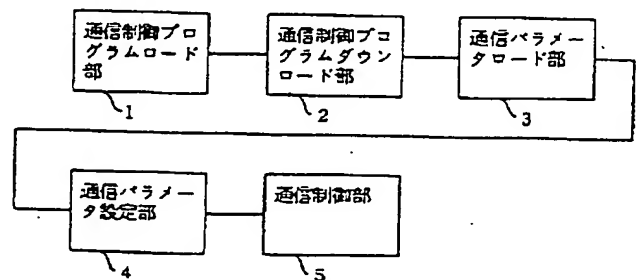 通信制御プロ
グラムロード
部
1
通信制御プロ
グラムダウン
ロード部
2
通信パラメー
タロード部
3
通信パラメー
タ設定部
4
通信制御部
5